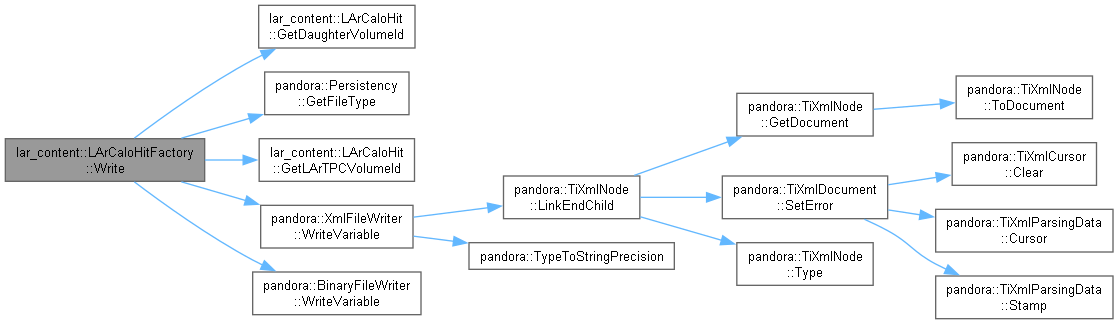 lar_content::LArCaloHitFactory
::Write
lar_content::LArCaloHit
::GetDaughterVolumeId
pandora::Persistency
::GetFileType
lar_content::LArCaloHit
::GetLArTPCVolumeId
pandora::XmlFileWriter
::WriteVariable
pandora::BinaryFileWriter
::WriteVariable
pandora::TiXmlNode
::LinkEndChild
pandora::TypeToStringPrecision
pandora::TiXmlNode
::GetDocument
pandora::TiXmlDocument
::SetError
pandora::TiXmlNode
::Type
pandora::TiXmlNode
::ToDocument
pandora::TiXmlCursor
::Clear
pandora::TiXmlParsingData
::Cursor
pandora::TiXmlParsingData
::Stamp